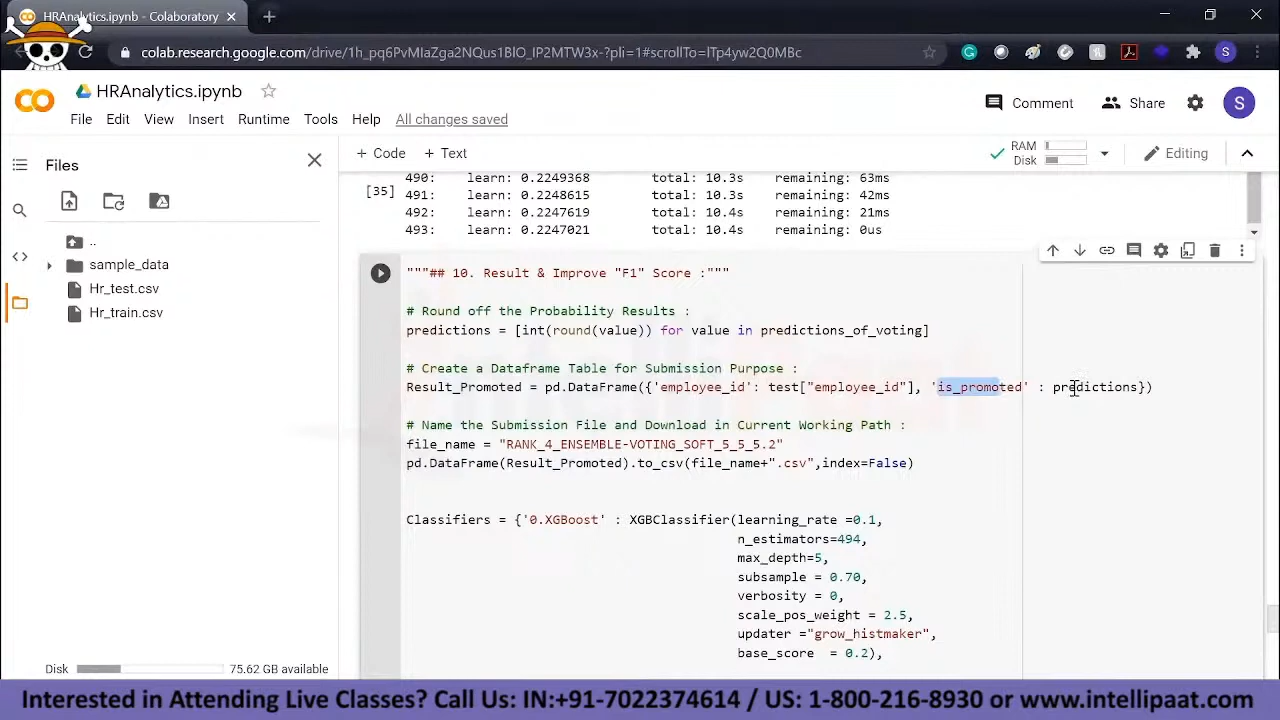 HRAnalytics.ipynb - Colaboratory
colab.research.google.com/drive/1h_pq6PvMIaZga2NQus1BIO_IP2MTW3x-?pli=1#scrollTo=ITp4yw2Q0MBc
S
HRAnalytics.ipynb
Comment
Share
S
File Edit View Insert Runtime Tools Help All changes saved
Files
+ Code + Text
RAM
Disk
Editing
490: learn: 0.2249368 total: 10.3s remaining: 63ms
[35] 491: learn: 0.2248615 total: 10.3s remaining: 42ms
492: learn: 0.2247619 total: 10.4s remaining: 21ms
493: learn: 0.2247021 total: 10.4s remaining: 0us
..
sample_data
Hr_test.csv
Hr_train.csv
"""## 10. Result & Improve "F1" Score :"""
# Round off the Probability Results :
predictions = [int(round(value)) for value in predictions_of_voting]
# Create a Dataframe Table for Submission Purpose :
Result_Promoted = pd.DataFrame({'employee_id': test["employee_id"], 'is_promoted' : predictions})
# Name the Submission File and Download in Current Working Path :
file_name = "RANK_4_ENSEMBLE-VOTING_SOFT_5_5_5.2"
pd.DataFrame(Result_Promoted).to_csv(file_name+".csv",index=False)
Classifiers = {'0.XGBoost' : XGBClassifier(learning_rate =0.1,
n_estimators=494,
max_depth=5,
subsample = 0.70,
verbosity = 0,
scale_pos_weight = 2.5,
updater ="grow_histmaker",
base_score = 0.2),
Disk 75.62 GB available
Interested in Attending Live Classes? Call Us: IN:+91-7022374614 / US: 1-800-216-8930 or www.intellipaat.com